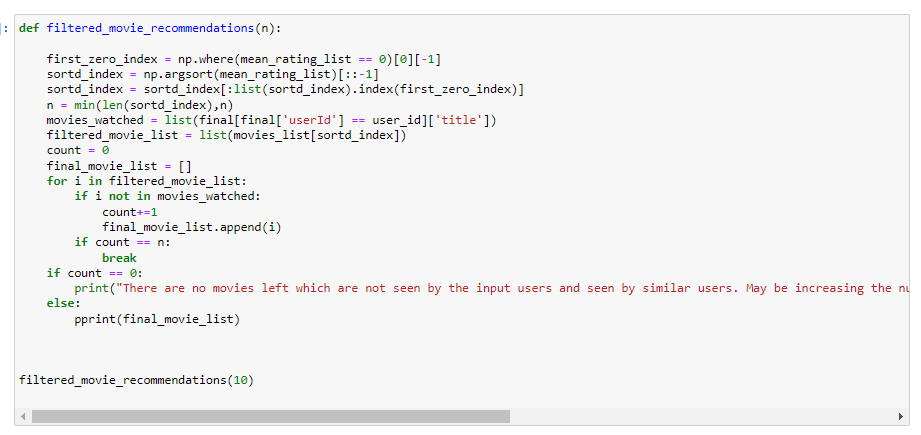 ]: def filtered_movie_recommendations(n):
first_zero_index = np.where(mean_rating_list == 0)[0][-1]
sortd_index = np.argsort(mean_rating_list)[::-1]
sortd_index = sortd_index[:list(sortd_index).index(first_zero_index)]
n = min(len(sortd_index),n)
movies_watched = list(final[final['userId'] == user_id]['title'])
filtered_movie_list = list(movies_list[sortd_index])
count = 0
final_movie_list = []
for i in filtered_movie_list:
if i not in movies_watched:
count+=1
final_movie_list.append(i)
if count == n:
break
if count == 0:
print("There are no movies left which are not seen by the input users and seen by similar users. May be increasing the
else:
pprint(final_movie_list)
filtered_movie_recommendations(10)